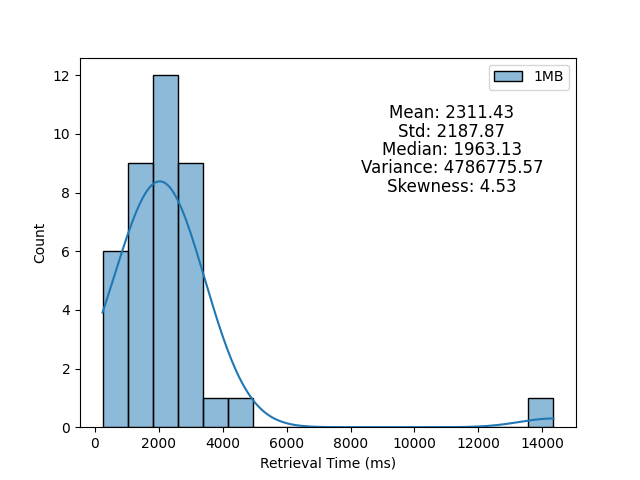 1MB
Mean: 2311.43
Std: 2187.87
Median: 1963.13
Variance: 4786775.57
Skewness: 4.53
12
10
8
6
4
2
0
Count
0 2000 4000 6000 8000 10000 12000 14000
Retrieval Time (ms)